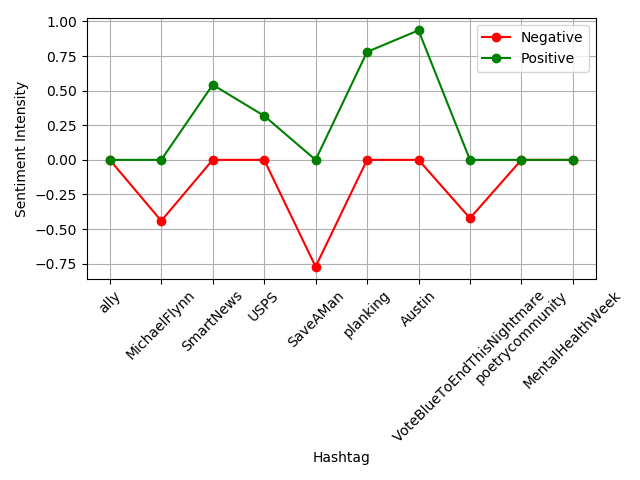 1.00
0.75
0.50
0.25
0.00
−0.25
−0.50
−0.75
Sentiment Intensity
Negative
Positive
ally
MichaelFlynn
SmartNews
USPS
SaveAMan
planking
Austin
VoteBlueToEndThisNightmare
poetrycommunity
MentalHealthWeek
Hashtag